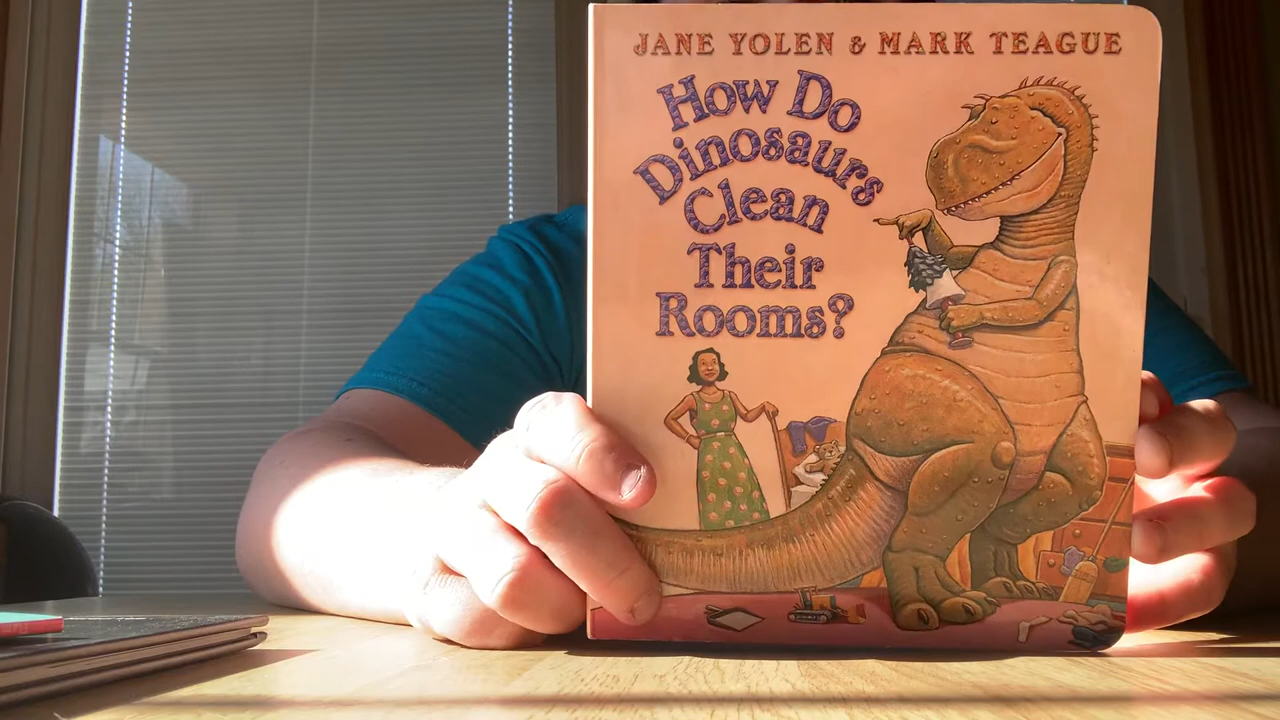 JANE YOLEN & MARK TEAGUE
How Do
Dinosaurs
Clean
Their
Rooms?